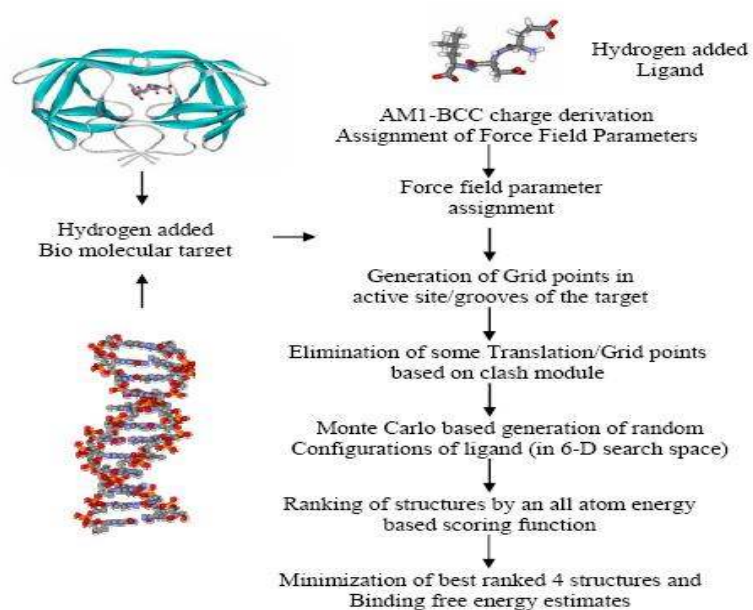 Hydrogen added
Ligand
AM1-BCC charge derivation
Assignment of Force Field Parameters
Force field parameter
assignment
Hydrogen added
Bio molecular target
Generation of Grid points in
active site/grooves of the target
Elimination of some Translation/Grid points
based on clash module
Monte Carlo based generation of random
Configurations of ligand (in 6-D search space)
Ranking of structures by an all atom energy
based scoring function
Minimization of best ranked 4 structures and
Binding free energy estimates